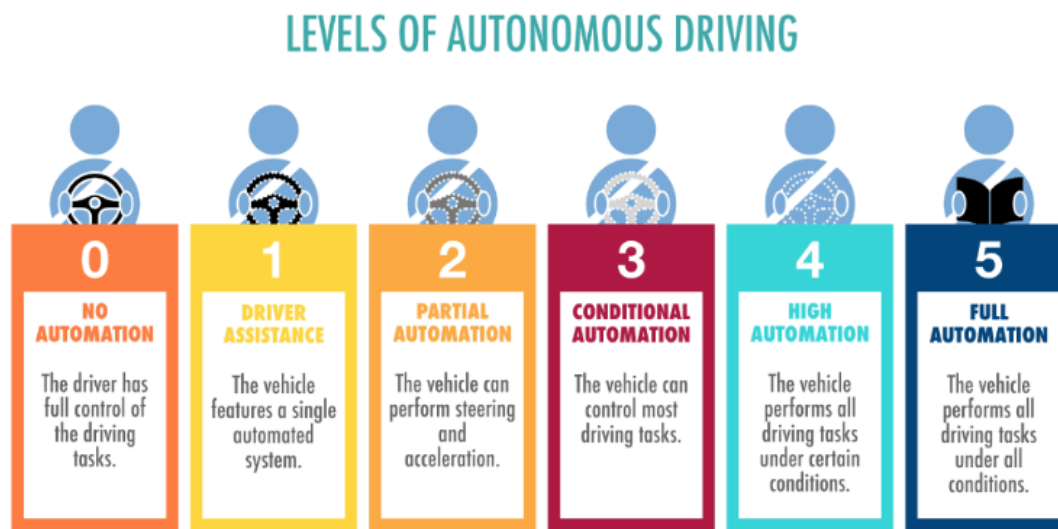 LEVELS OF AUTONOMOUS DRIVING
0
NO
AUTOMATION
The driver has
full control of
the driving
tasks.
1
DRIVER
ASSISTANCE
The vehicle
features a single
automated
system.
2
PARTIAL
AUTOMATION
The vehicle can
perform steering
and
acceleration.
3
CONDITIONAL
AUTOMATION
The vehicle can
control most
driving tasks.
4
HIGH
AUTOMATION
The vehicle
performs all
driving tasks
under certain
conditions.
5
FULL
AUTOMATION
The vehicle
performs all
driving tasks
under all
conditions.